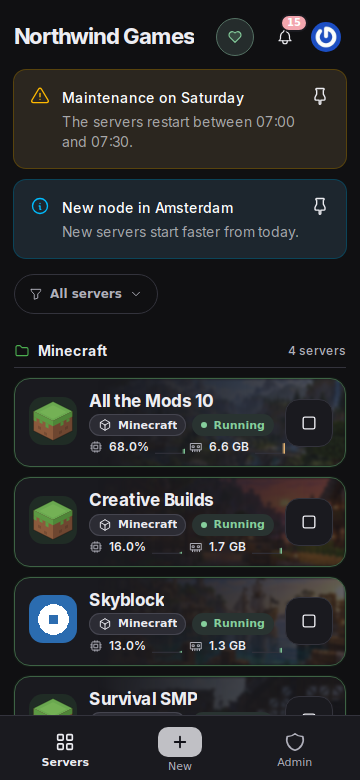 Northwind Games
15
Maintenance on Saturday
The servers restart between 07:00
and 07:30.
New node in Amsterdam
New servers start faster from today.
All servers
Minecraft
4 servers
All the Mods 10
Minecraft
Running
68.0%
6.6 GB
Creative Builds
Minecraft
Running
16.0%
1.7 GB
Skyblock
Minecraft
Running
13.0%
1.3 GB
Survival SMP
Servers
New
Admin